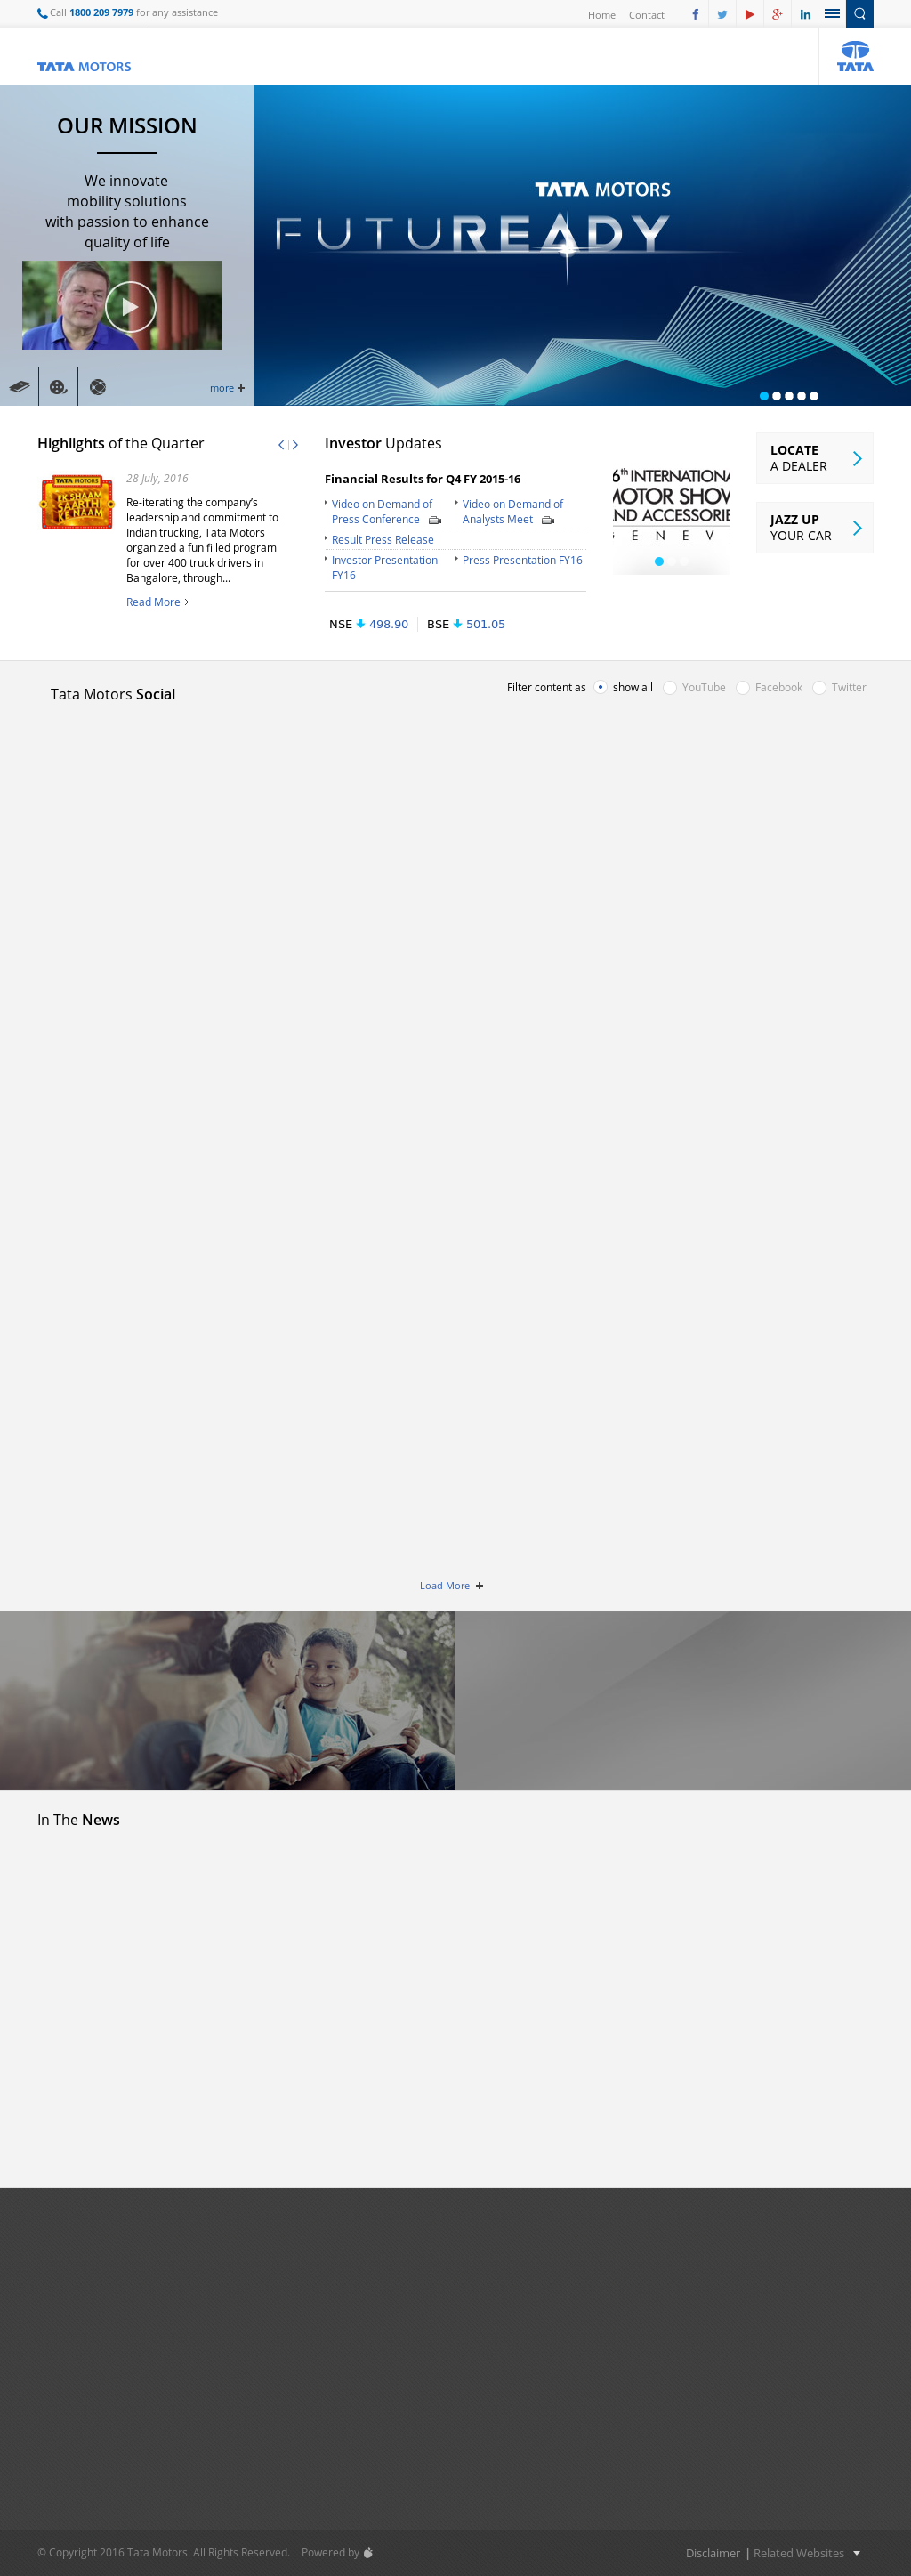 Call 1800 209 7979 for any assistance
Home Contact
TATA MOTORS
TATA
OUR MISSION
We innovate
mobility solutions
with passion to enhance
quality of life
more
TATA MOTORS
FUTUREADY
Highlights of the Quarter
28 July, 2016
TATA MOTORS
EK SHAAM
SAARTHI
KE NAAM
Re-iterating the company's
leadership and commitment to
Indian trucking, Tata Motors
organized a fun filled program
for over 400 truck drivers in
Bangalore, through...
Read More
Investor Updates
Financial Results for Q4 FY 2015-16
Video on Demand of
Press Conference
Video on Demand of
Analysts Meet
Result Press Release
Investor Presentation
FY16
Press Presentation FY16
NSE 498.90 BSE 501.05
6th INTERNATIONA
MOTOR SHOW
AND ACCESSORIE
G E N E V
LOCATE
A DEALER
JAZZ UP
YOUR CAR
Tata Motors Social
Filter content as show all YouTube Facebook Twitter
Load More
In The News
© Copyright 2016 Tata Motors. All Rights Reserved. Powered by
Disclaimer | Related Websites